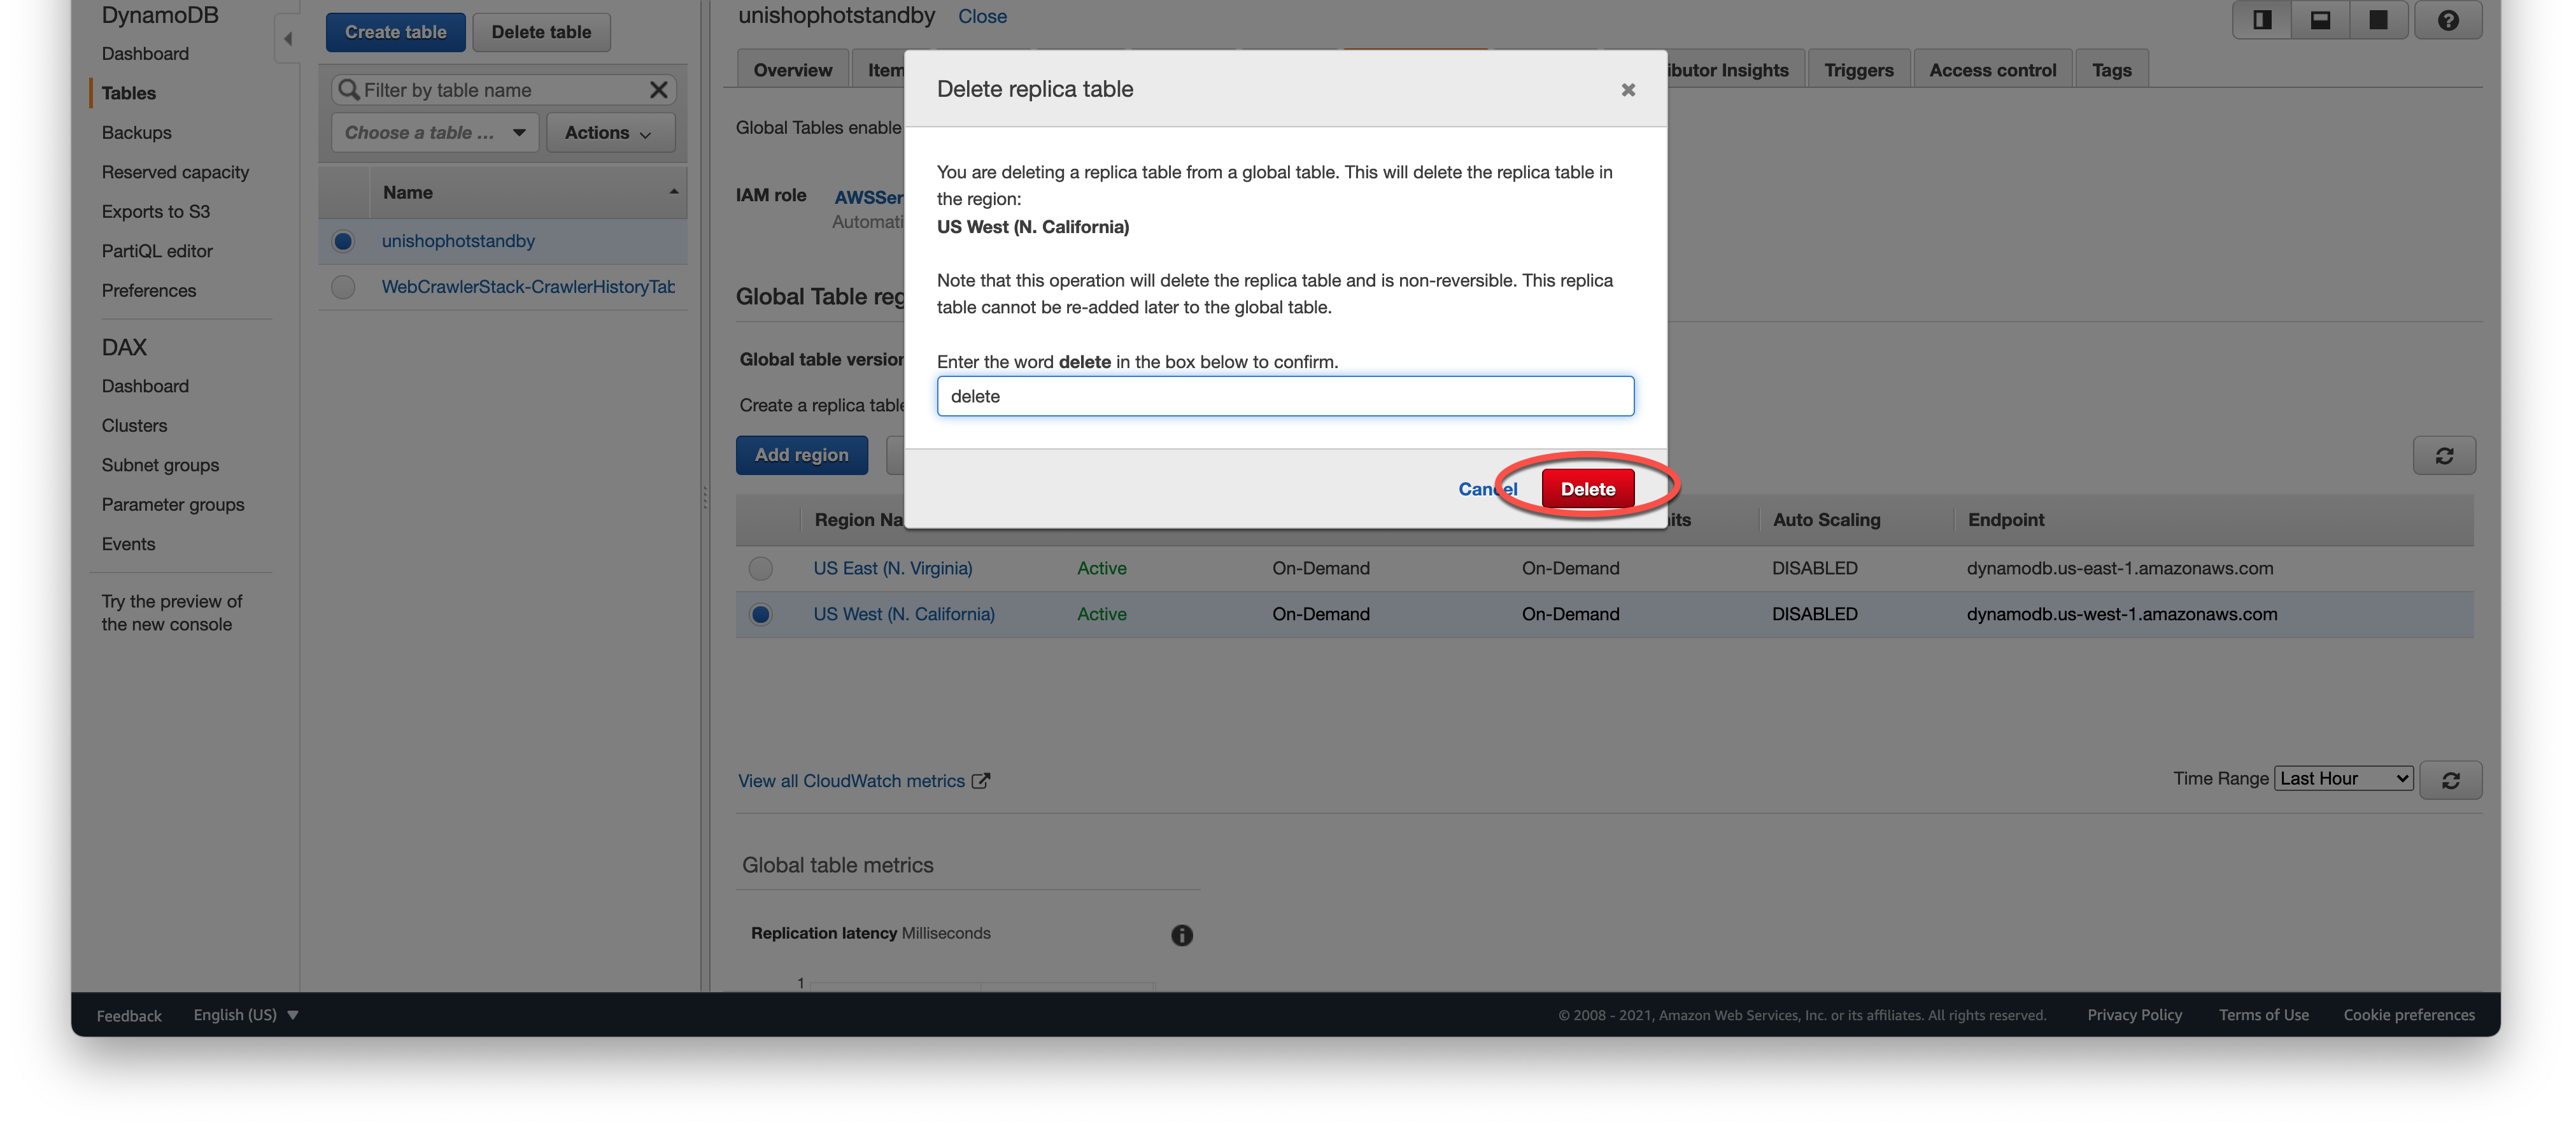 DynamoDB
Dashboard
Tables
Backups
Reserved capacity
Exports to S3
PartiQL editor
Preferences
DAX
Dashboard
Clusters
Subnet groups
Parameter groups
Events
Try the preview of
the new console
Create table
Delete table
Filter by table name
Choose a table ...
Actions
Name
unishophotstandby
WebCrawlerStack-CrawlerHistoryTab
unishophotstandby Close
Overview
Item
ibutor Insights
Triggers
Access control
Tags
Global Tables enable
IAM role
AWSSer
Automati
Global Table reg
Global table version
Create a replica table
Add region
Delete replica table
You are deleting a replica table from a global table. This will delete the replica table in
the region:
US West (N. California)
Note that this operation will delete the replica table and is non-reversible. This replica
table cannot be re-added later to the global table.
Enter the word delete in the box below to confirm.
delete
Cancel
Delete
Region Na
its
Auto Scaling
Endpoint
US East (N. Virginia) Active On-Demand On-Demand DISABLED dynamodb.us-east-1.amazonaws.com
US West (N. California) Active On-Demand On-Demand DISABLED dynamodb.us-west-1.amazonaws.com
View all CloudWatch metrics
Time Range Last Hour
Global table metrics
Replication latency Milliseconds
1
Feedback
English (US)
© 2008 - 2021, Amazon Web Services, Inc. or its affiliates. All rights reserved.
Privacy Policy
Terms of Use
Cookie preferences